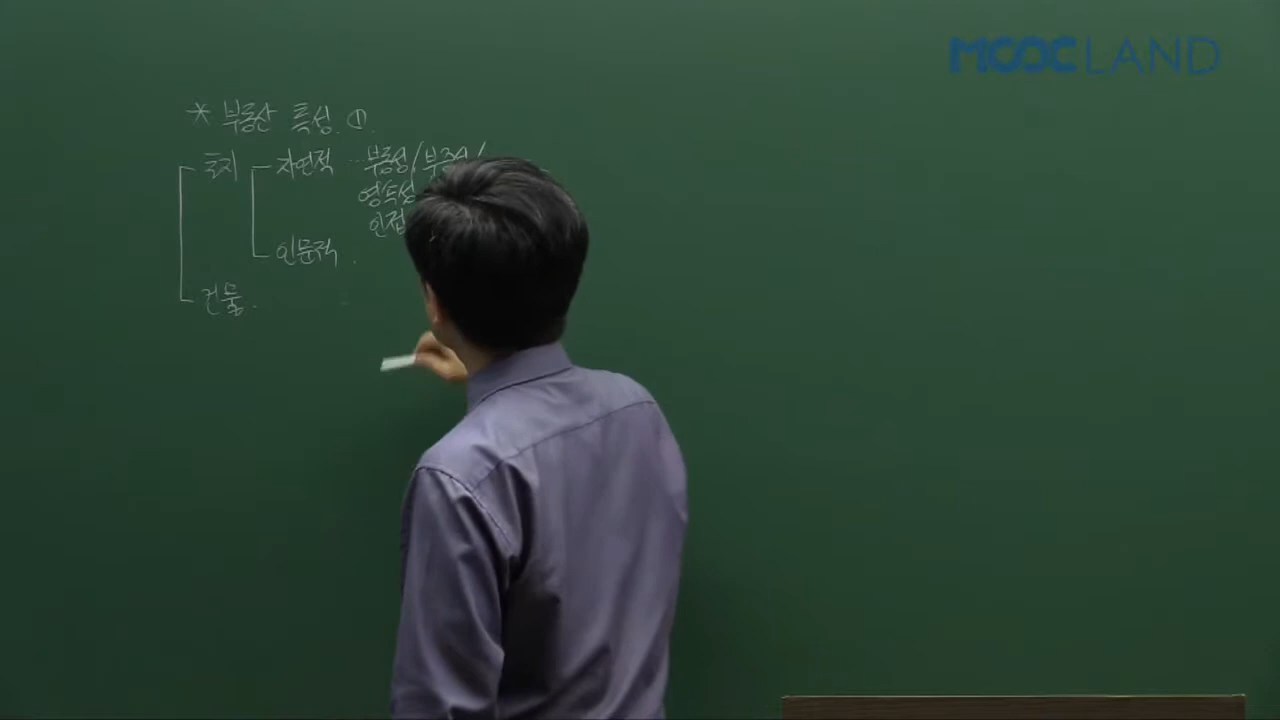 MOOCLAND
* 부동산 특성. ①.
토지 자연적 ... 부동성/부증성/
영속성
인접
인문적.
건물.